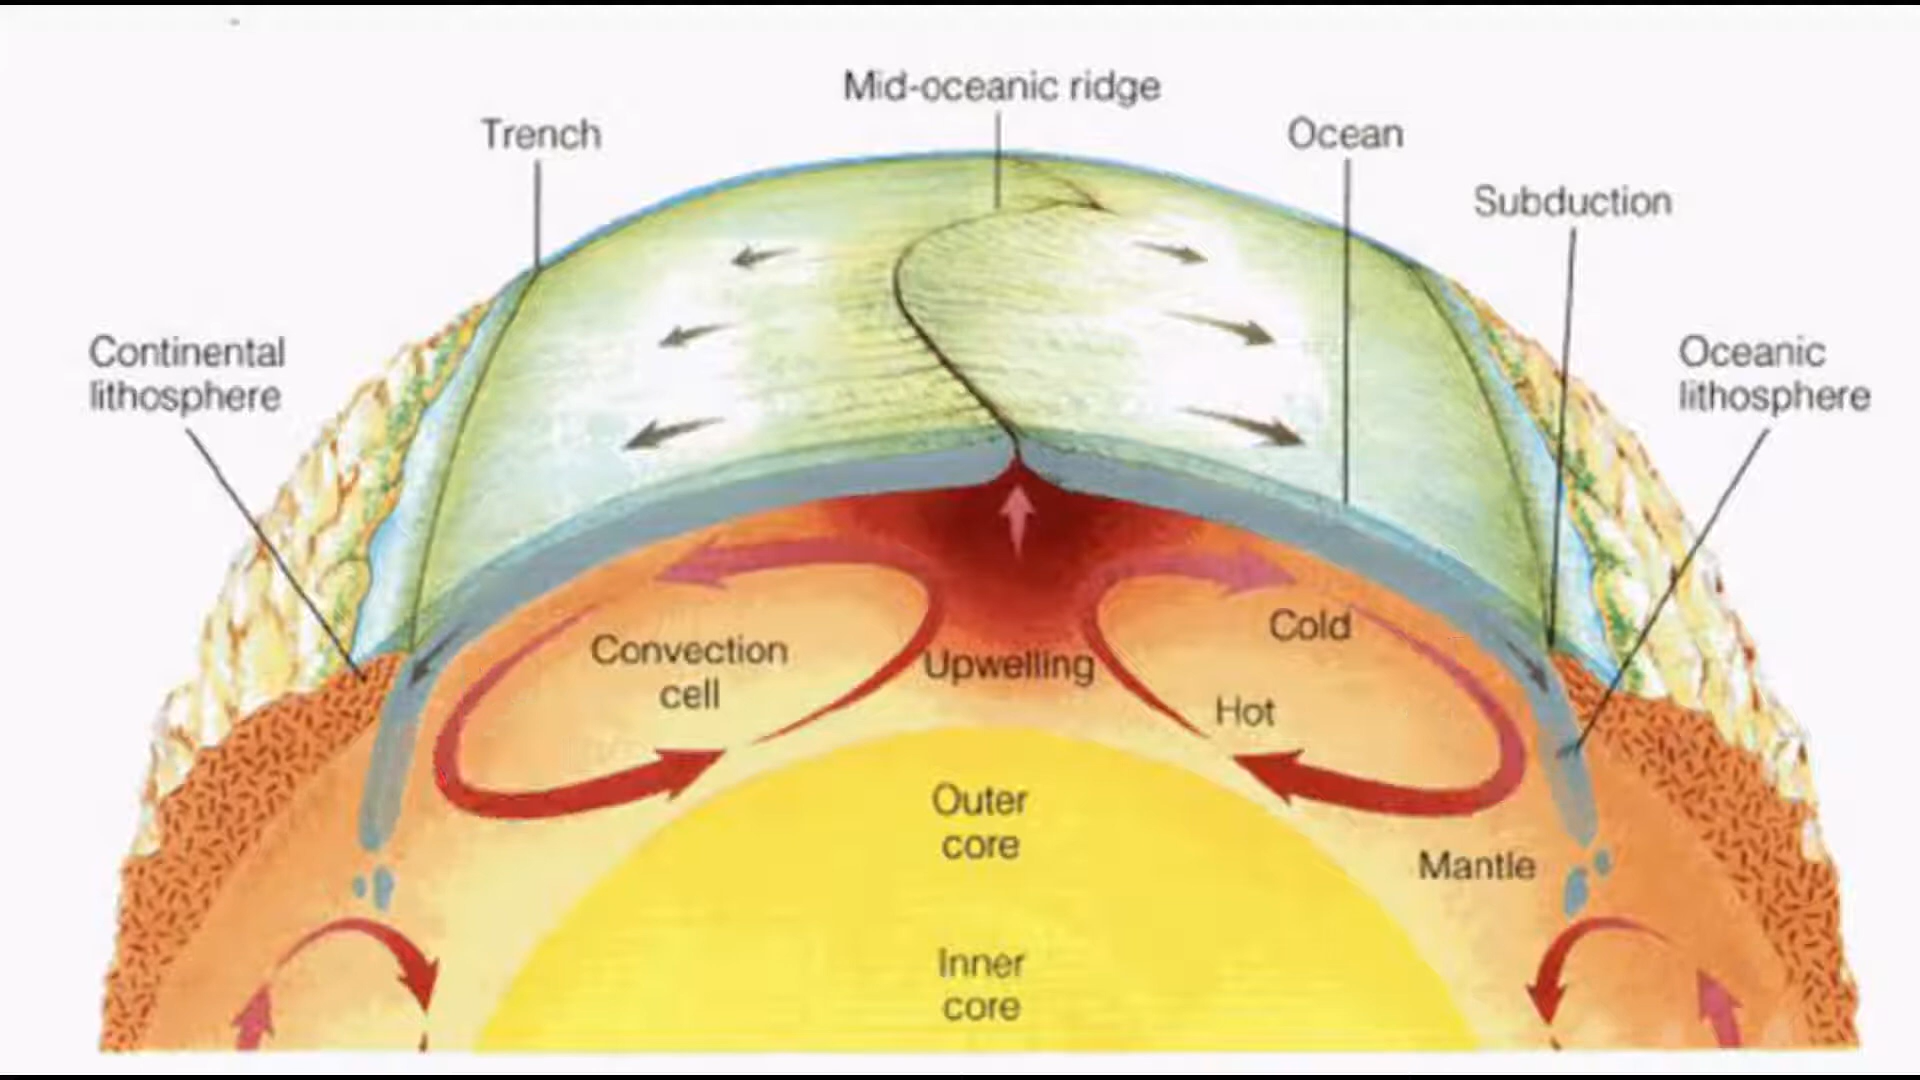 Mid-oceanic ridge
Trench
Ocean
Subduction
Continental
lithosphere
Oceanic
lithosphere
Convection
cell
Upwelling
Cold
Hot
Outer
core
Mantle
Inner
core